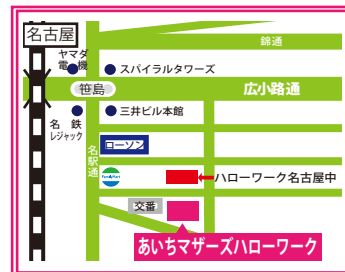 名古屋
錦通
ヤマダ
電機
スパイラルタワーズ
笹島
広小路通
三井ビル本館
名鉄
レジャック
名駅通
ローソン
FamilyMart
ハローワーク名古屋中
交番
あいちマザーズハローワーク